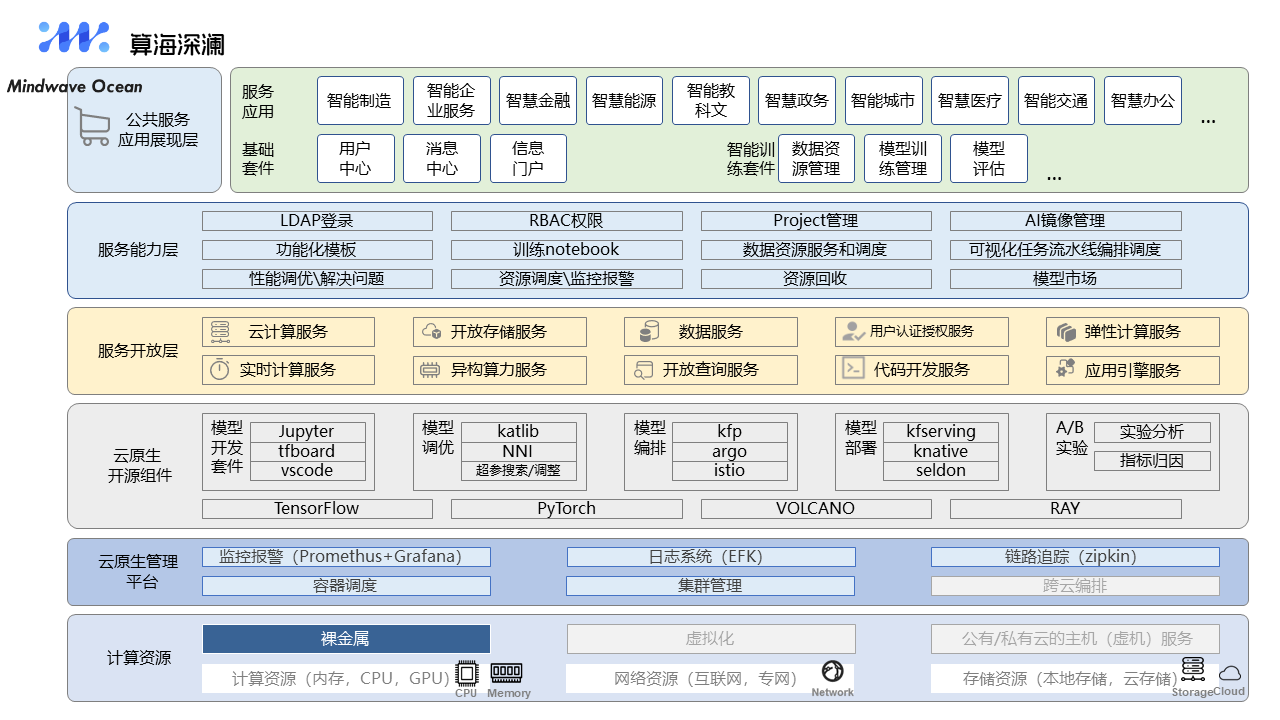 算海深澜
Mindwave Ocean
公共服务
应用展现层
服务
应用
智能制造
智能企
业服务
智慧金融
智慧能源
智能教
科文
智慧政务
智能城市
智慧医疗
智能交通
智慧办公
...
基础
套件
用户
中心
消息
中心
信息
门户
智能训
练套件
数据资
源管理
模型训
练管理
模型
评估
...
服务能力层
LDAP登录
RBAC权限
Project管理
AI镜像管理
功能化模板
训练notebook
数据资源服务和调度
可视化任务流水线编排调度
性能调优\解决问题
资源调度\监控报警
资源回收
模型市场
服务开放层
云计算服务
开放存储服务
数据服务
用户认证授权服务
弹性计算服务
实时计算服务
异构算力服务
开放查询服务
代码开发服务
应用引擎服务
云原生
开源组件
模型
开发
套件
Jupyter
tfboard
vscode
模型
调优
katlib
NNI
超参搜索/调整
模型
编排
kfp
argo
istio
模型
部署
kfserving
knative
seldon
A/B
实验
实验分析
指标归因
TensorFlow
PyTorch
VOLCANO
RAY
云原生管理
平台
监控报警（Promethus+Grafana）
日志系统（EFK）
链路追踪（zipkin）
容器调度
集群管理
跨云编排
计算资源
裸金属
虚拟化
公有/私有云的主机（虚机）服务
计算资源（内存，CPU，GPU）
CPU
Memory
网络资源（互联网，专网）
Network
存储资源（本地存储，云存储）
Storage
Cloud